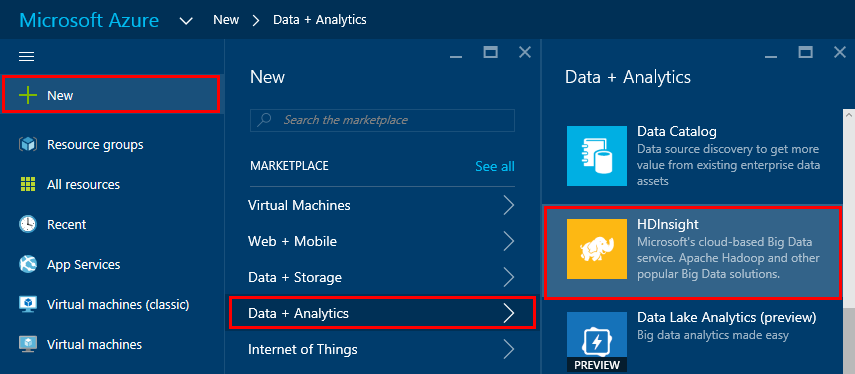 Microsoft Azure New > Data + Analytics
New
Resource groups
All resources
Recent
App Services
Virtual machines (classic)
Virtual machines
New
Search the marketplace
MARKETPLACE See all
Virtual Machines
Web + Mobile
Data + Storage
Data + Analytics
Internet of Things
Data + Analytics
Data Catalog
Data source discovery to get more
value from existing enterprise data
assets
HDInsight
Microsoft's cloud-based Big Data
service. Apache Hadoop and other
popular Big Data solutions.
Data Lake Analytics (preview)
Big data analytics made easy
PREVIEW